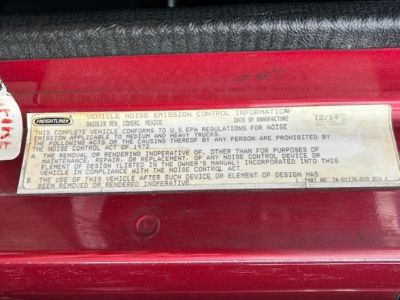 FREIGHTLINER
VEHICLE NOISE EMISSION CONTROL INFORMATION
DAIMLER VEH. COMERC. MEXICO DATE OF MANUFACTURE 12/14
THIS COMPLETE VEHICLE CONFORMS TO U.S.EPA REGULATIONS FOR NOISE
EMISSION APPLICABLE TO MEDIUM AND HEAVY TRUCKS.
THE FOLLOWING ACTS OR THE CAUSING THEREOF BY ANY PERSON ARE PROHIBITED BY
THE NOISE CONTROL ACT OF 1972.
A. THE REMOVAL OR RENDERING INOPERATIVE, OTHER THAN FOR PURPOSES OF
MAINTENANCE, REPAIR, OR REPLACEMENT, OF ANY NOISE CONTROL DEVICE OR
ELEMENT OF DESIGN (LISTED IN THE OWNER'S MANUAL) INCORPORATED INTO THIS
VEHICLE IN COMPLIANCE WITH THE NOISE CONTROL ACT
B. THE USE OF THIS VEHICLE AFTER SUCH DEVICE OR ELEMENT OF DESIGN HAS
BEEN REMOVED OR RENDERED INOPERATIVE
PART NO.